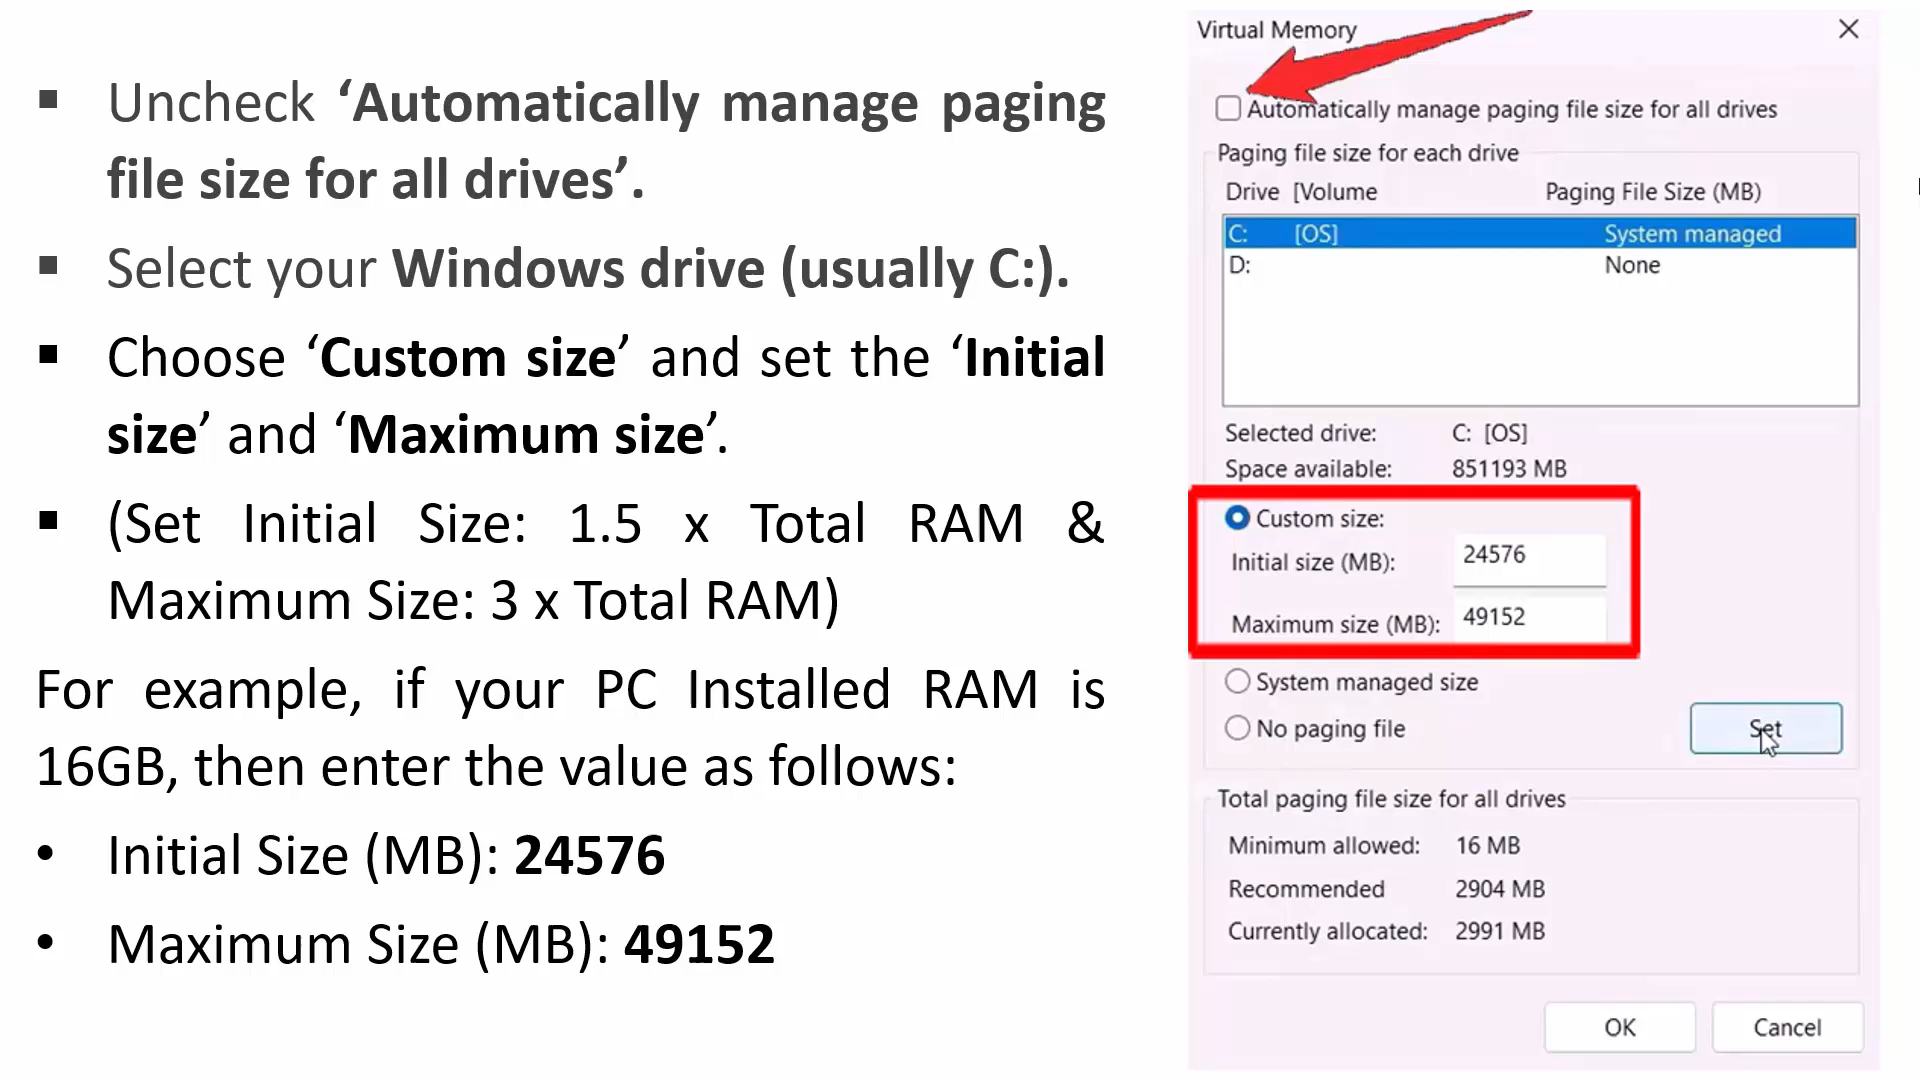 ▪ Uncheck ‘Automatically manage paging
file size for all drives’.
▪ Select your Windows drive (usually C:).
▪ Choose ‘Custom size’ and set the ‘Initial
size’ and ‘Maximum size’.
▪ (Set Initial Size: 1.5 x Total RAM &
Maximum Size: 3 x Total RAM)
For example, if your PC Installed RAM is
16GB, then enter the value as follows:
• Initial Size (MB): 24576
• Maximum Size (MB): 49152
Virtual Memory
Automatically manage paging file size for all drives
Paging file size for each drive
Drive [Volume Paging File Size (MB)
C: [OS] System managed
D: None
Selected drive: C: [OS]
Space available: 851193 MB
Custom size:
Initial size (MB): 24576
Maximum size (MB): 49152
System managed size
No paging file Set
Total paging file size for all drives
Minimum allowed: 16 MB
Recommended 2904 MB
Currently allocated: 2991 MB
OK Cancel